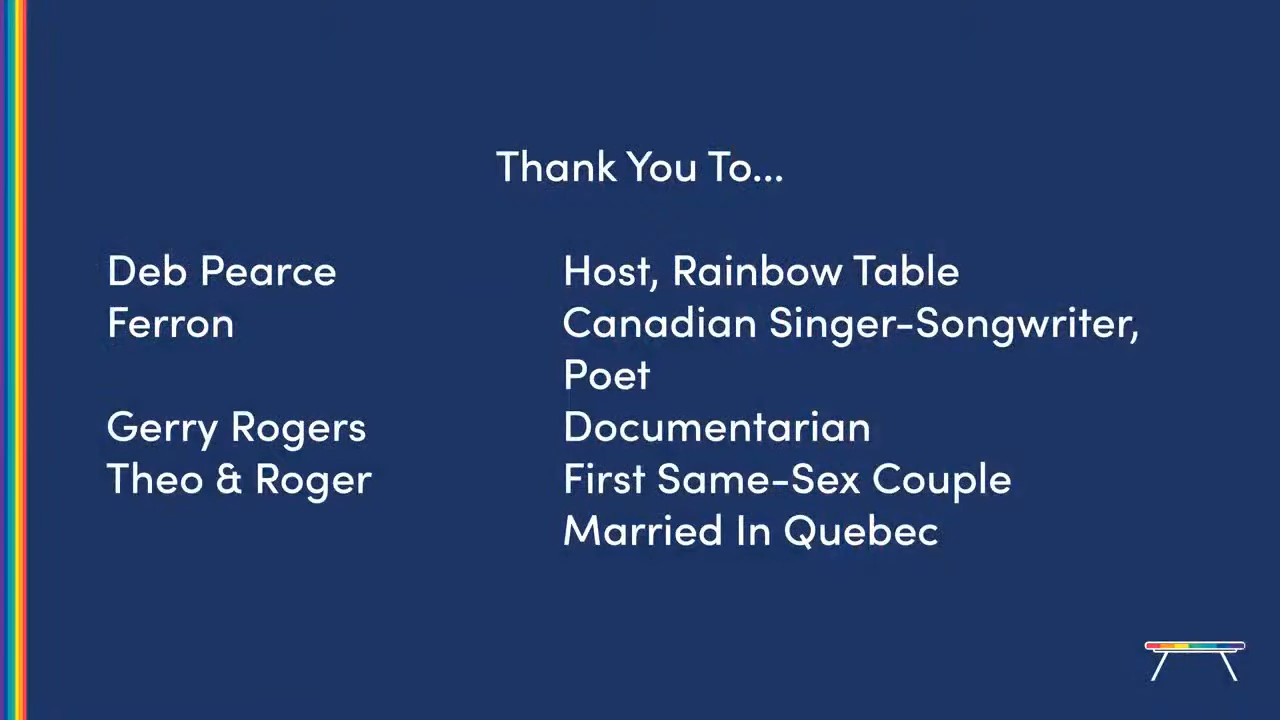 Thank You To...
Deb Pearce Host, Rainbow Table
Ferron Canadian Singer-Songwriter,
Poet
Gerry Rogers Documentarian
Theo & Roger First Same-Sex Couple
Married In Quebec